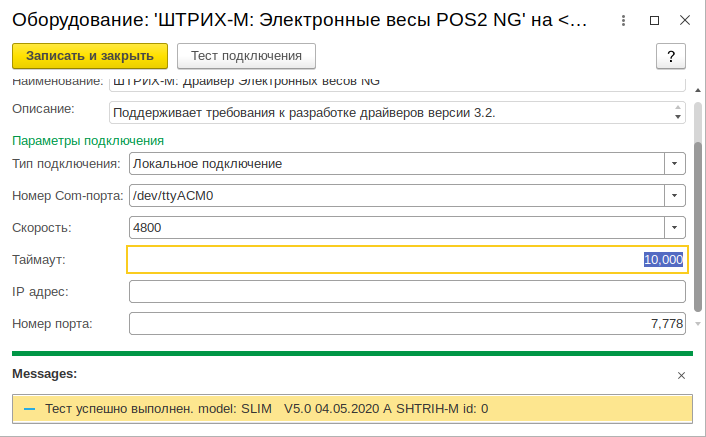 Оборудование: 'ШТРИХ-М: Электронные весы POS2 NG' на <...
Записать и закрыть
Тест подключения
?
Наименование: ШТРИХ-М: Драйвер Электронных весов NG
Описание: Поддерживает требования к разработке драйверов версии 3.2.
Параметры подключения
Тип подключения: Локальное подключение
Номер Com-порта: /dev/ttyACM0
Скорость: 4800
Таймаут: 10,000
IP адрес:
Номер порта: 7,778
Messages:
Тест успешно выполнен. model: SLIM V5.0 04.05.2020 A SHTRIH-M id: 0